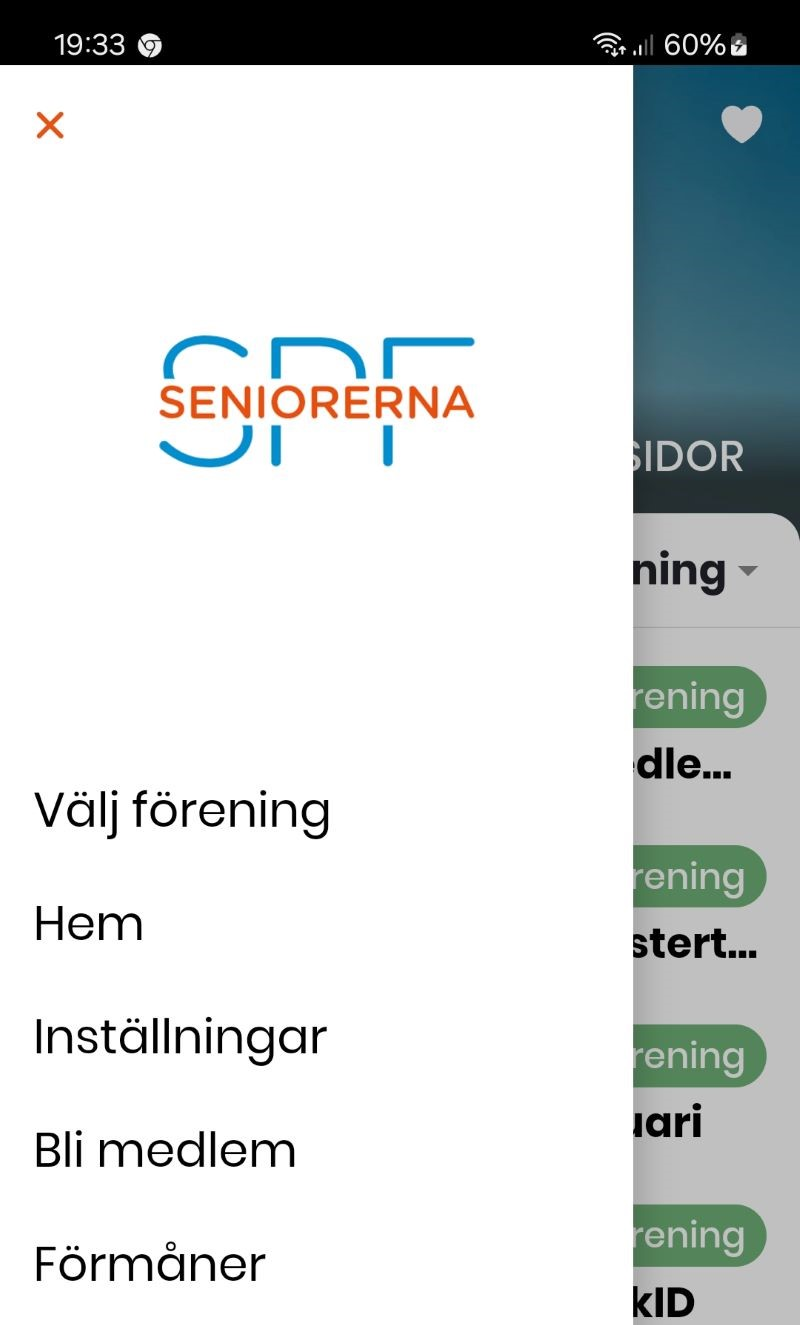 19:33
60%
SPF
SENIORERNA
SIDOR
ning
rening
Välj förening
Hem
Inställningar
Bli medlem
Förmåner
edle...
rening
stert...
rening
uari
rening
kID